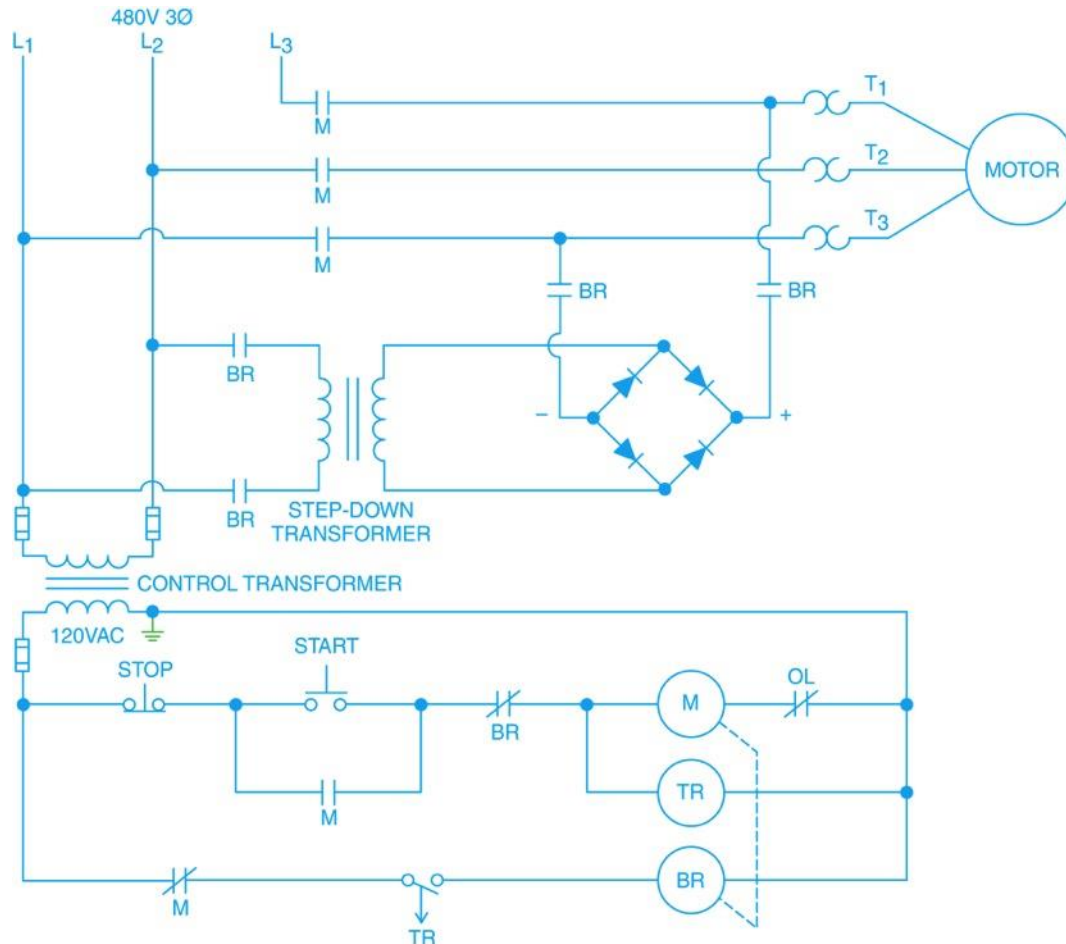 480V 3Ø
L1 L2 L3
M
T1
M
T2
MOTOR
M
T3
BR BR
BR
− +
BR
STEP-DOWN
TRANSFORMER
CONTROL TRANSFORMER
120VAC
STOP START OL
M
BR
M
TR
BR
M
TR